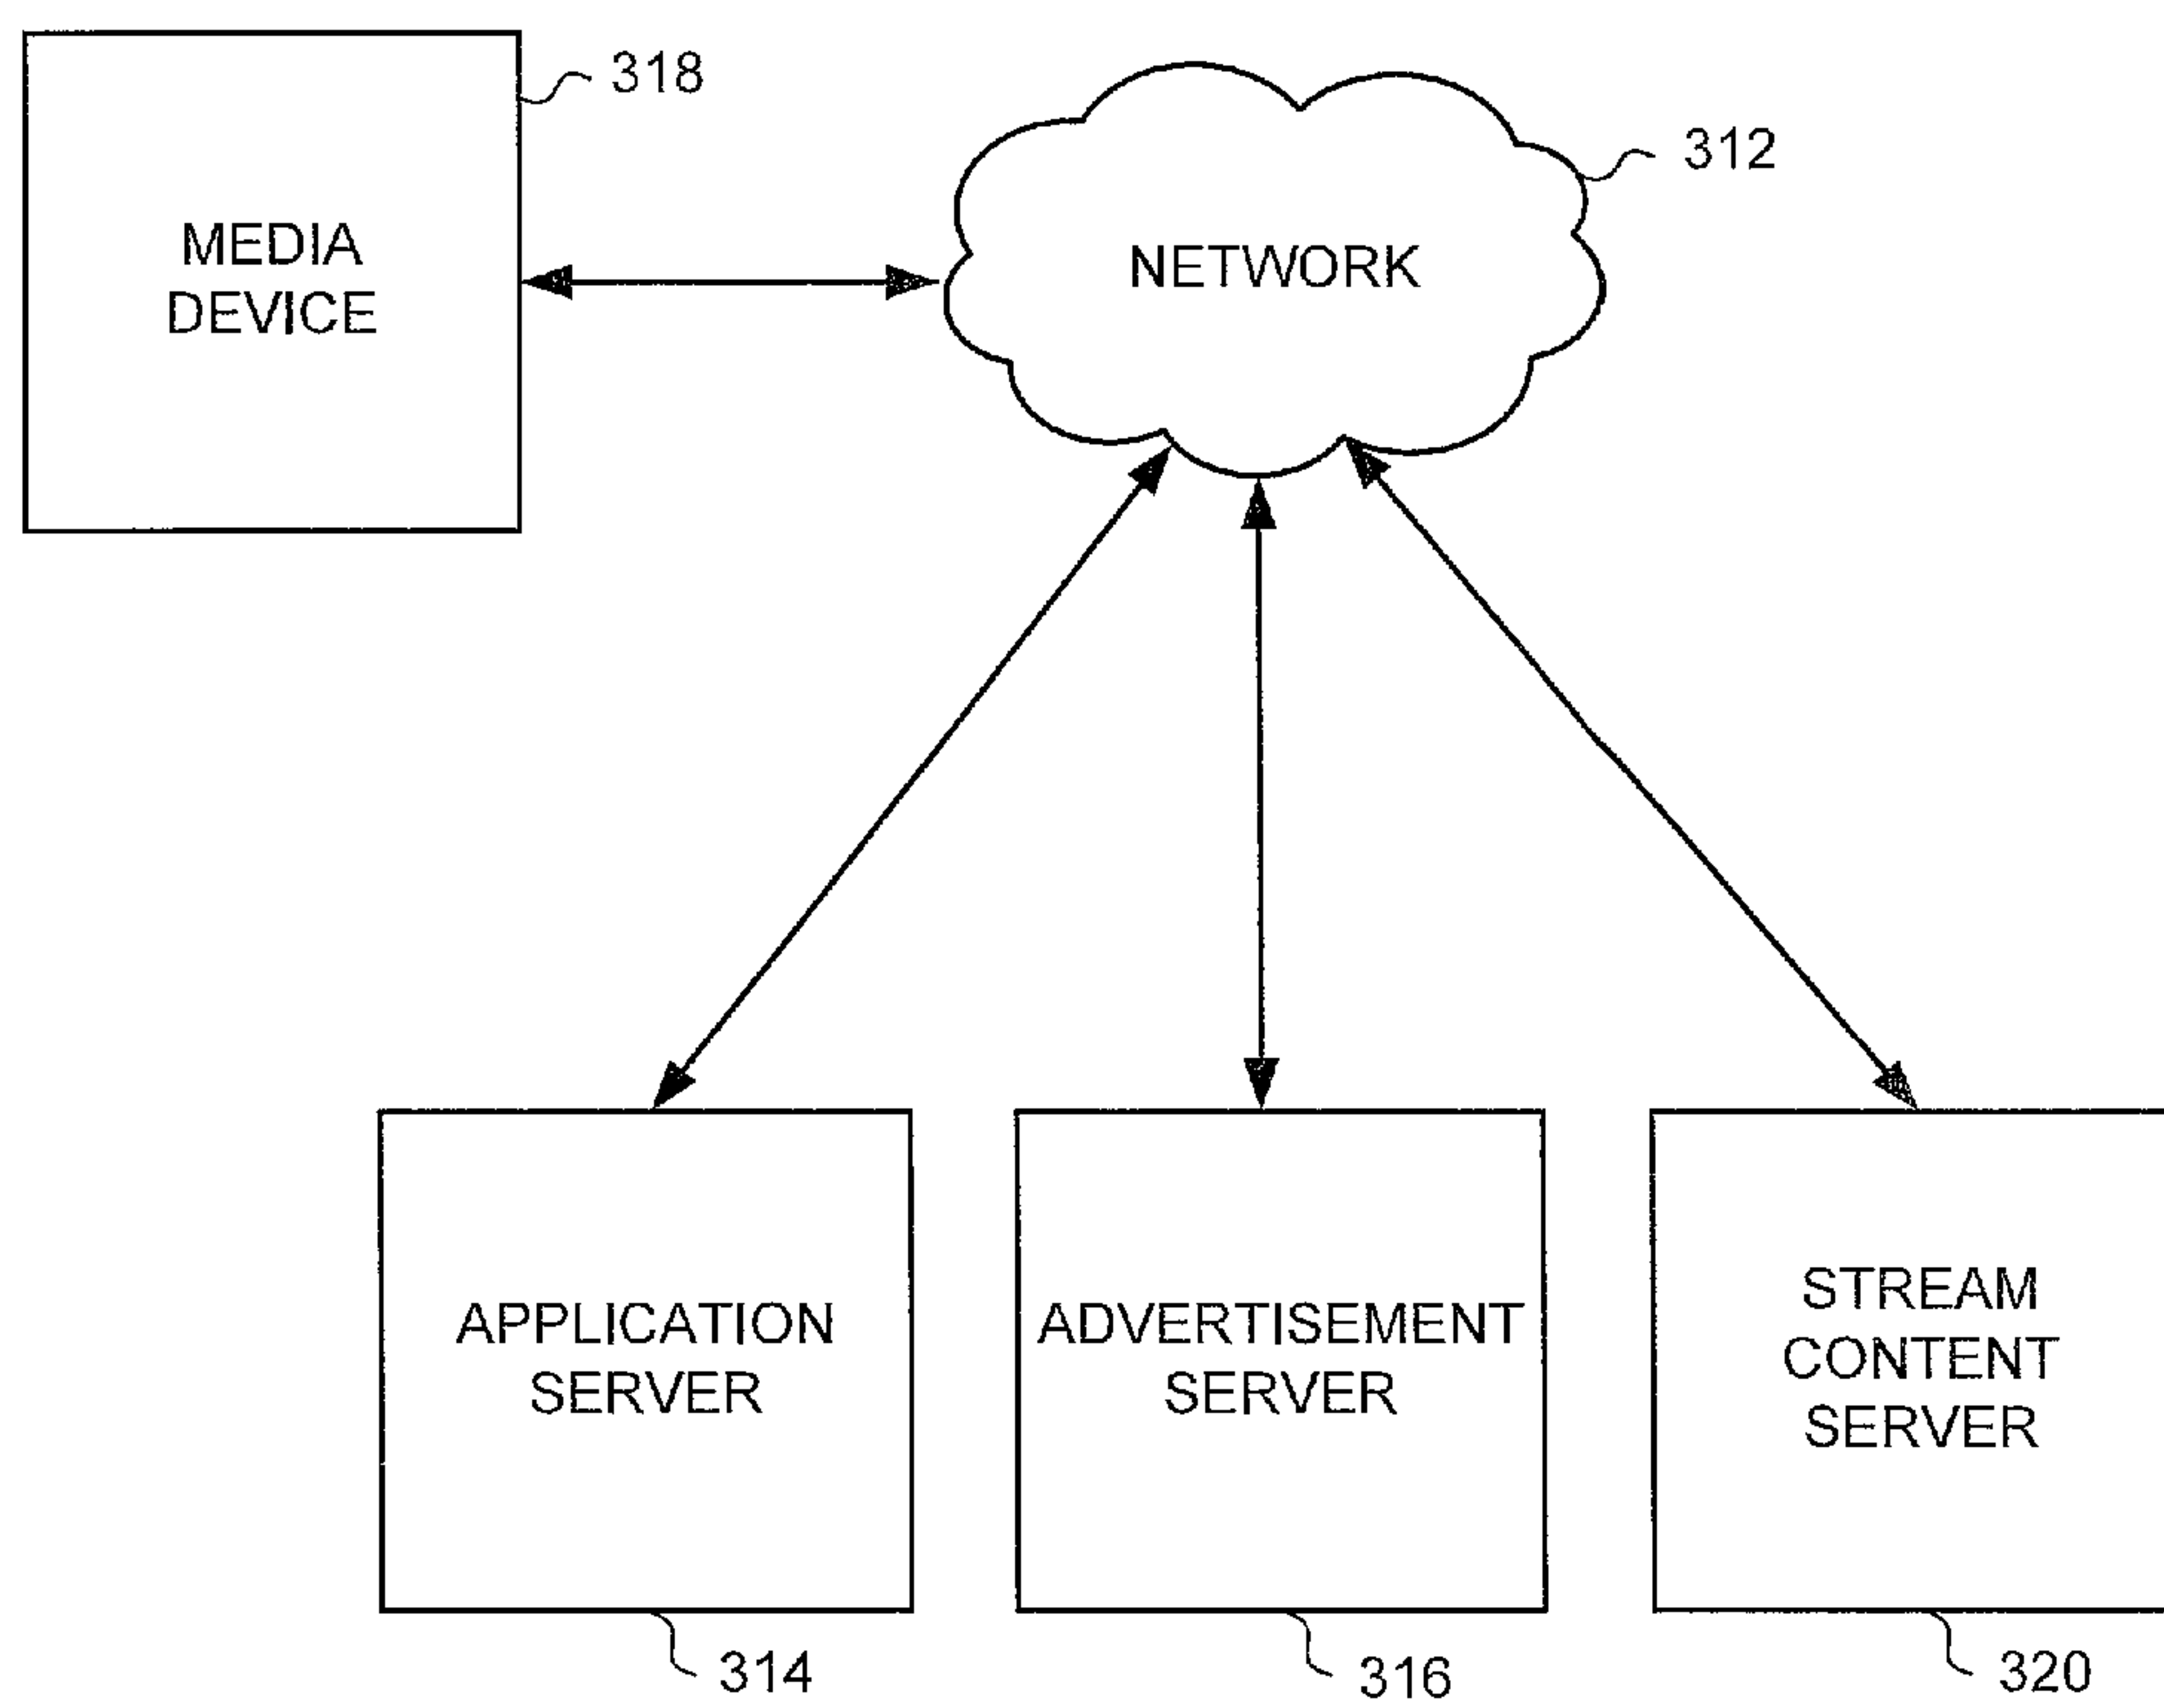 318
312
MEDIA
DEVICE
NETWORK
APPLICATION
SERVER
ADVERTISEMENT
SERVER
STREAM
CONTENT
SERVER
314
316
320